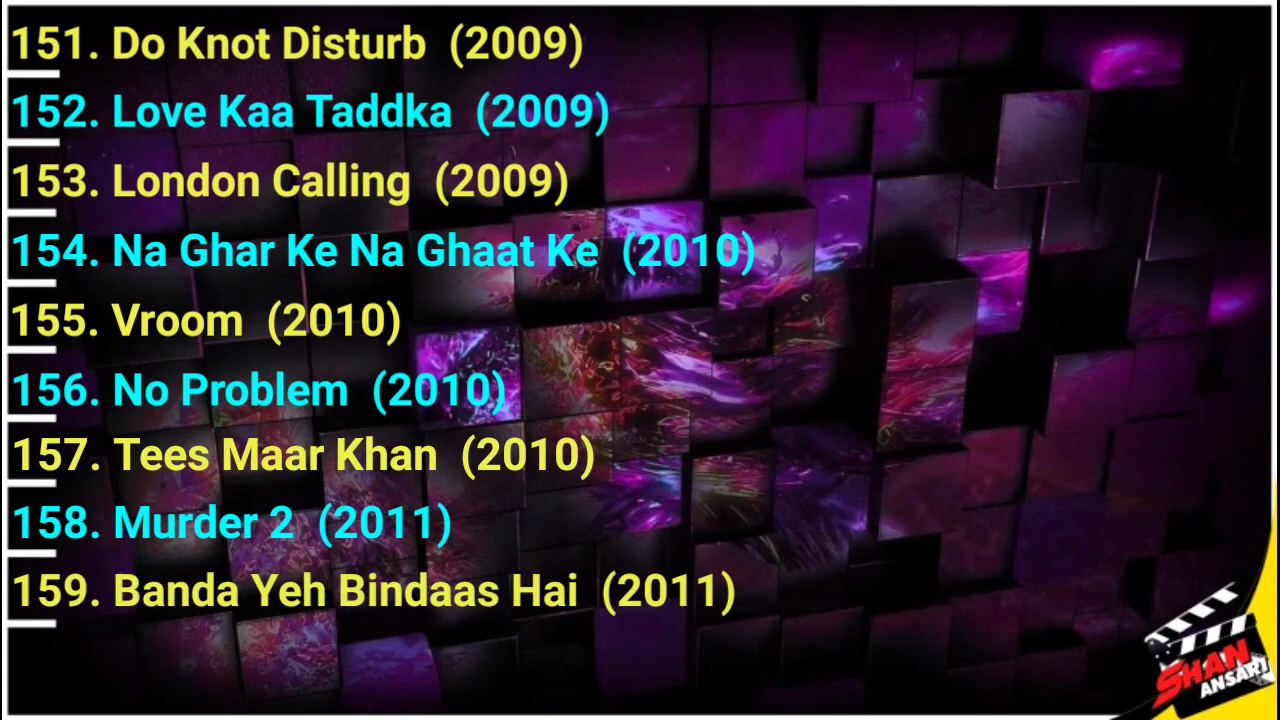 151. Do Knot Disturb (2009)
152. Love Kaa Taddka (2009)
153. London Calling (2009)
154. Na Ghar Ke Na Ghaat Ke (2010)
155. Vroom (2010)
156. No Problem (2010)
157. Tees Maar Khan (2010)
158. Murder 2 (2011)
159. Banda Yeh Bindaas Hai (2011)
SHAN
ANSARI